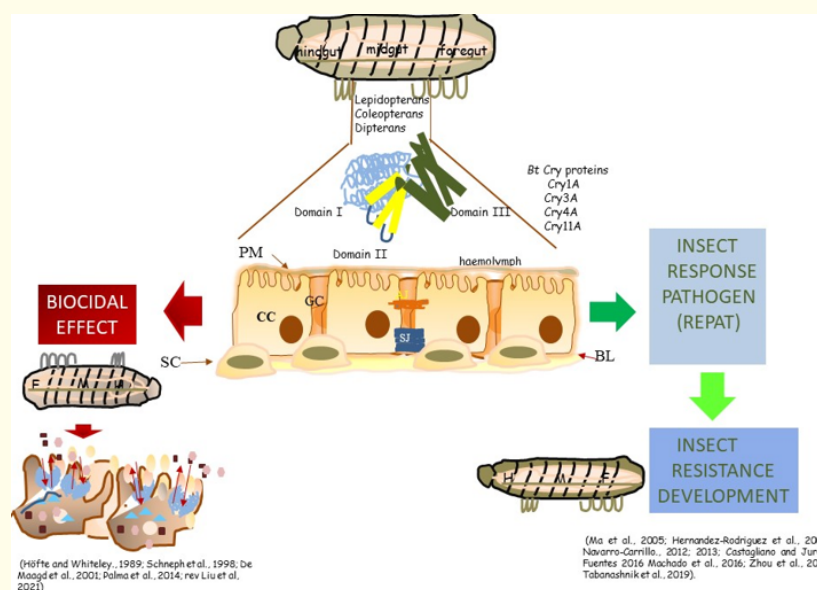 hindgut midgut foregut
Lepidopterans
Coleopterans
Dipterans
Bt Cry proteins
Cry1A
Cry3A
Cry4A
Cry11A
Domain I
Domain III
Domain II
PM
haemolymph
GC
CC
SJ
SC
BL
BIOCIDAL
EFFECT
INSECT
RESPONSE
PATHOGEN
(REPAT)
F M H
INSECT
RESISTANCE
DEVELOPMENT
H M F
(Höfte and Whiteley., 1989; Schneph et al., 1998; De
Maagd et al., 2001; Palma et al., 2014; rev Liu et al,
2021)
(Ma et al., 2005; Hernandez-Rodriguez et al., 20
Navarro-Carrillo., 2012; 2013; Castagliano and Jur
Fuentes 2016 Machado et al., 2016; Zhou et al., 20
Tabanashnik et al., 2019).